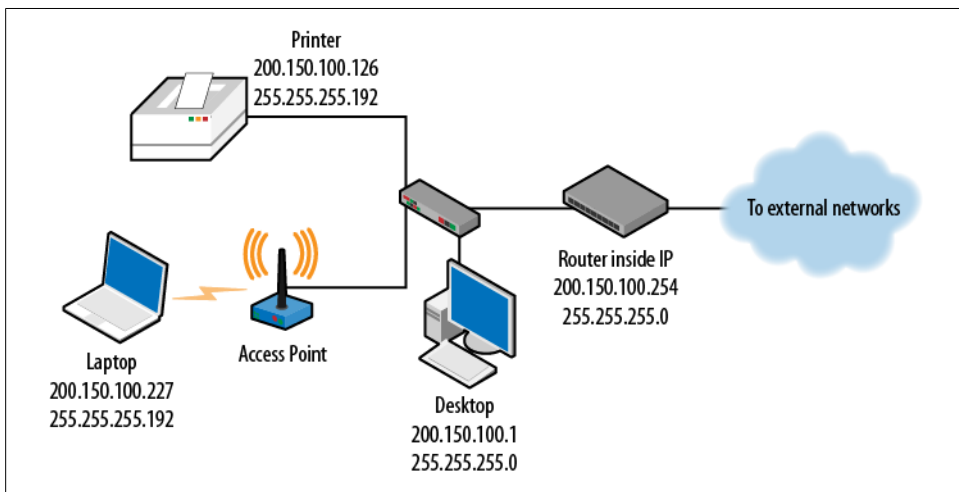 Printer
200.150.100.126
255.255.255.192
To external networks
Router inside IP
200.150.100.254
255.255.255.0
Access Point
Laptop
200.150.100.227
255.255.255.192
Desktop
200.150.100.1
255.255.255.0